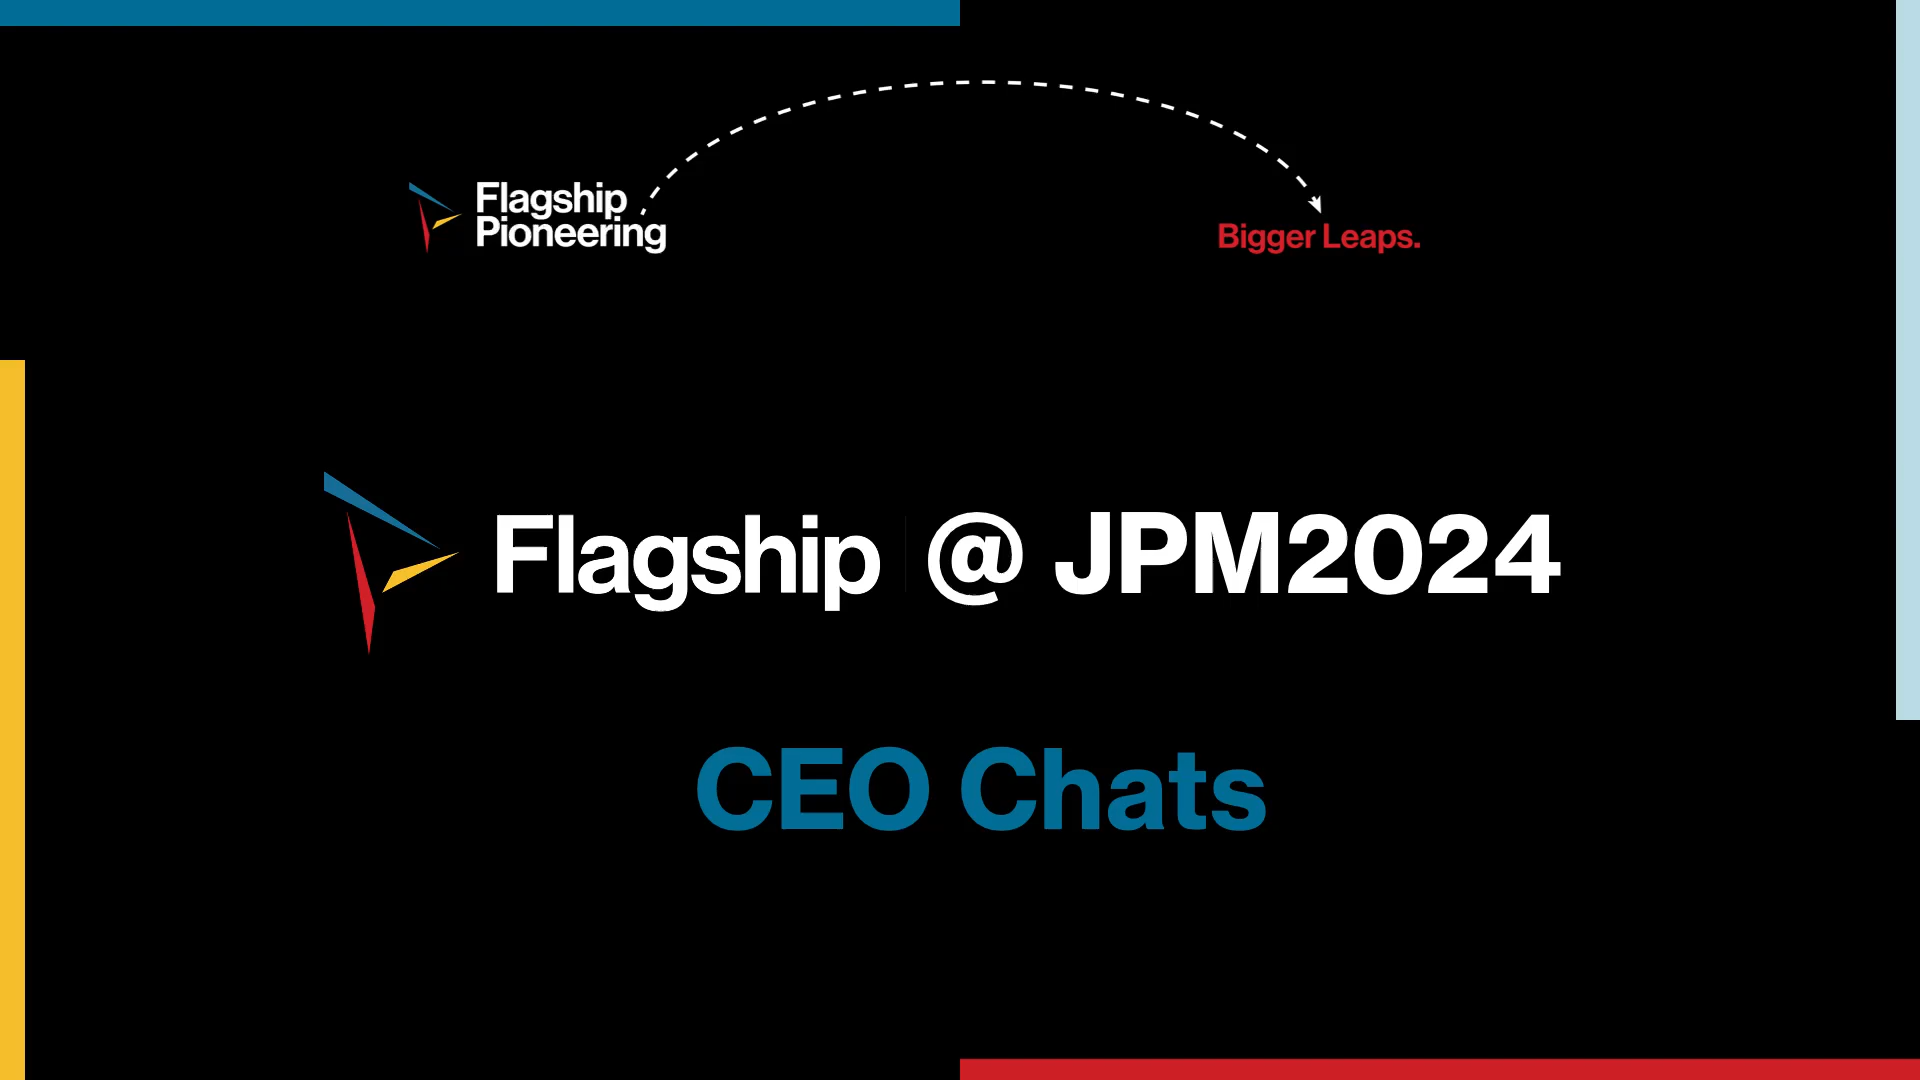 Flagship
Pioneering
Bigger Leaps.
Flagship @ JPM2024
CEO Chats